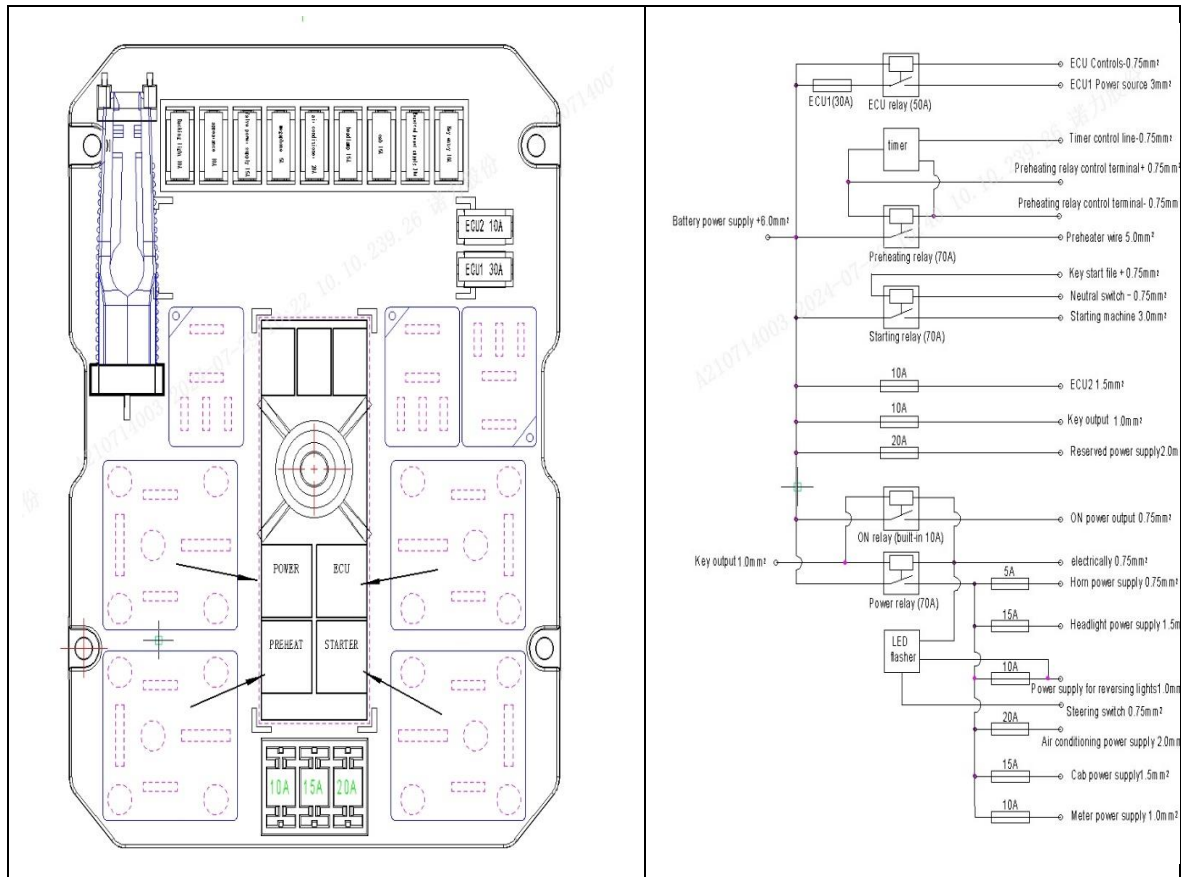 ECU2 10A
ECU1 30A
POWER
ECU
PREHEAT
STARTER
10A
15A
20A
ECU Controls-0.75mm²
ECU1 Power source 3mm²
ECU1(30A)
ECU relay (50A)
timer
Timer control line-0.75mm²
Preheating relay control terminal+ 0.75mm²
Preheating relay control terminal- 0.75mm
Battery power supply +6.0mm²
Preheater wire 5.0mm²
Preheating relay (70A)
Key start file + 0.75mm²
Neutral switch - 0.75mm²
Starting machine 3.0mm²
Starting relay (70A)
10A
ECU2 1.5mm²
10A
Key output 1.0mm²
20A
Reserved power supply2.0m
ON power output 0.75mm²
ON relay (built-in 10A)
Key output1.0mm²
electrically 0.75mm²
5A
Horn power supply 0.75mm²
Power relay (70A)
15A
Headlight power supply 1.5m
LED
flasher
10A
Power supply for reversing lights1.0mm
Steering switch 0.75mm²
20A
Air conditioning power supply 2.0mm
15A
Cab power supply1.5mm²
10A
Meter power supply 1.0mm²